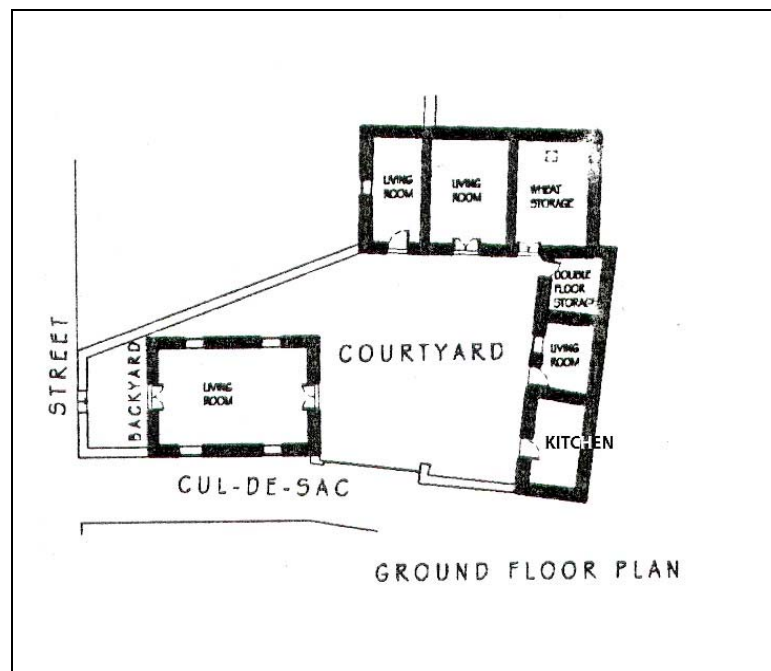 LIVING
ROOM
LIVING
ROOM
WHEAT
STORAGE
DOUBLE
FLOOR
STORAGE
LIVING
ROOM
KITCHEN
COURTYARD
STREET
BACKYARD
LIVING
ROOM
CUL-DE-SAC
GROUND FLOOR PLAN